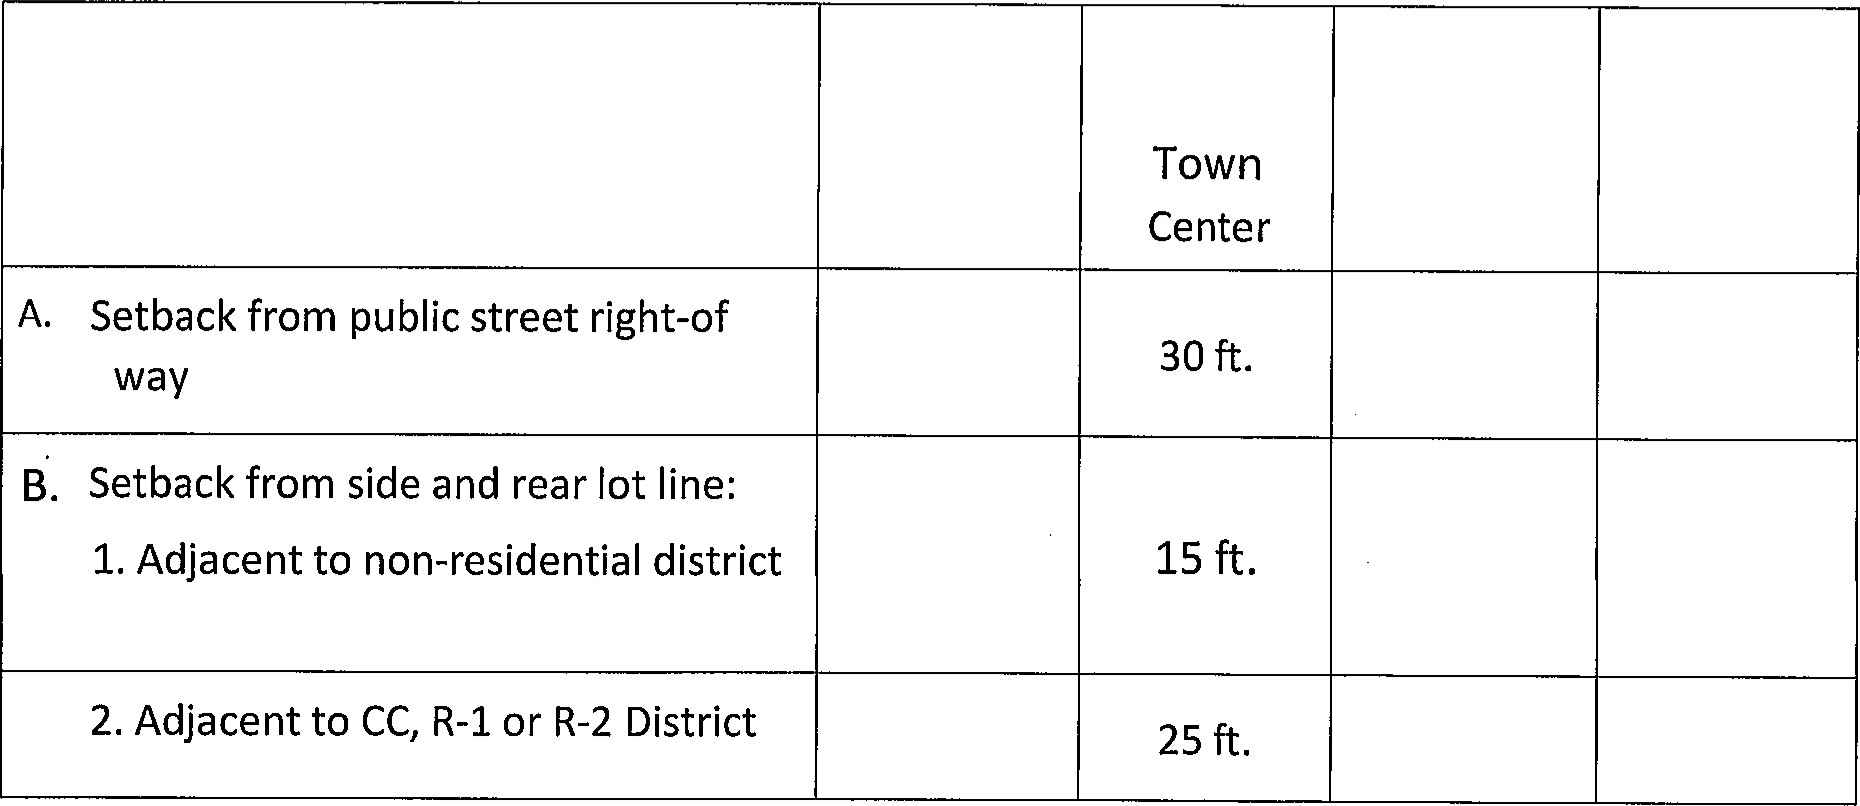 Town
Center
A. Setback from public street right-of
way
30 ft.
B. Setback from side and rear lot line:
1. Adjacent to non-residential district
15 ft.
2. Adjacent to CC, R-1 or R-2 District
25 ft.